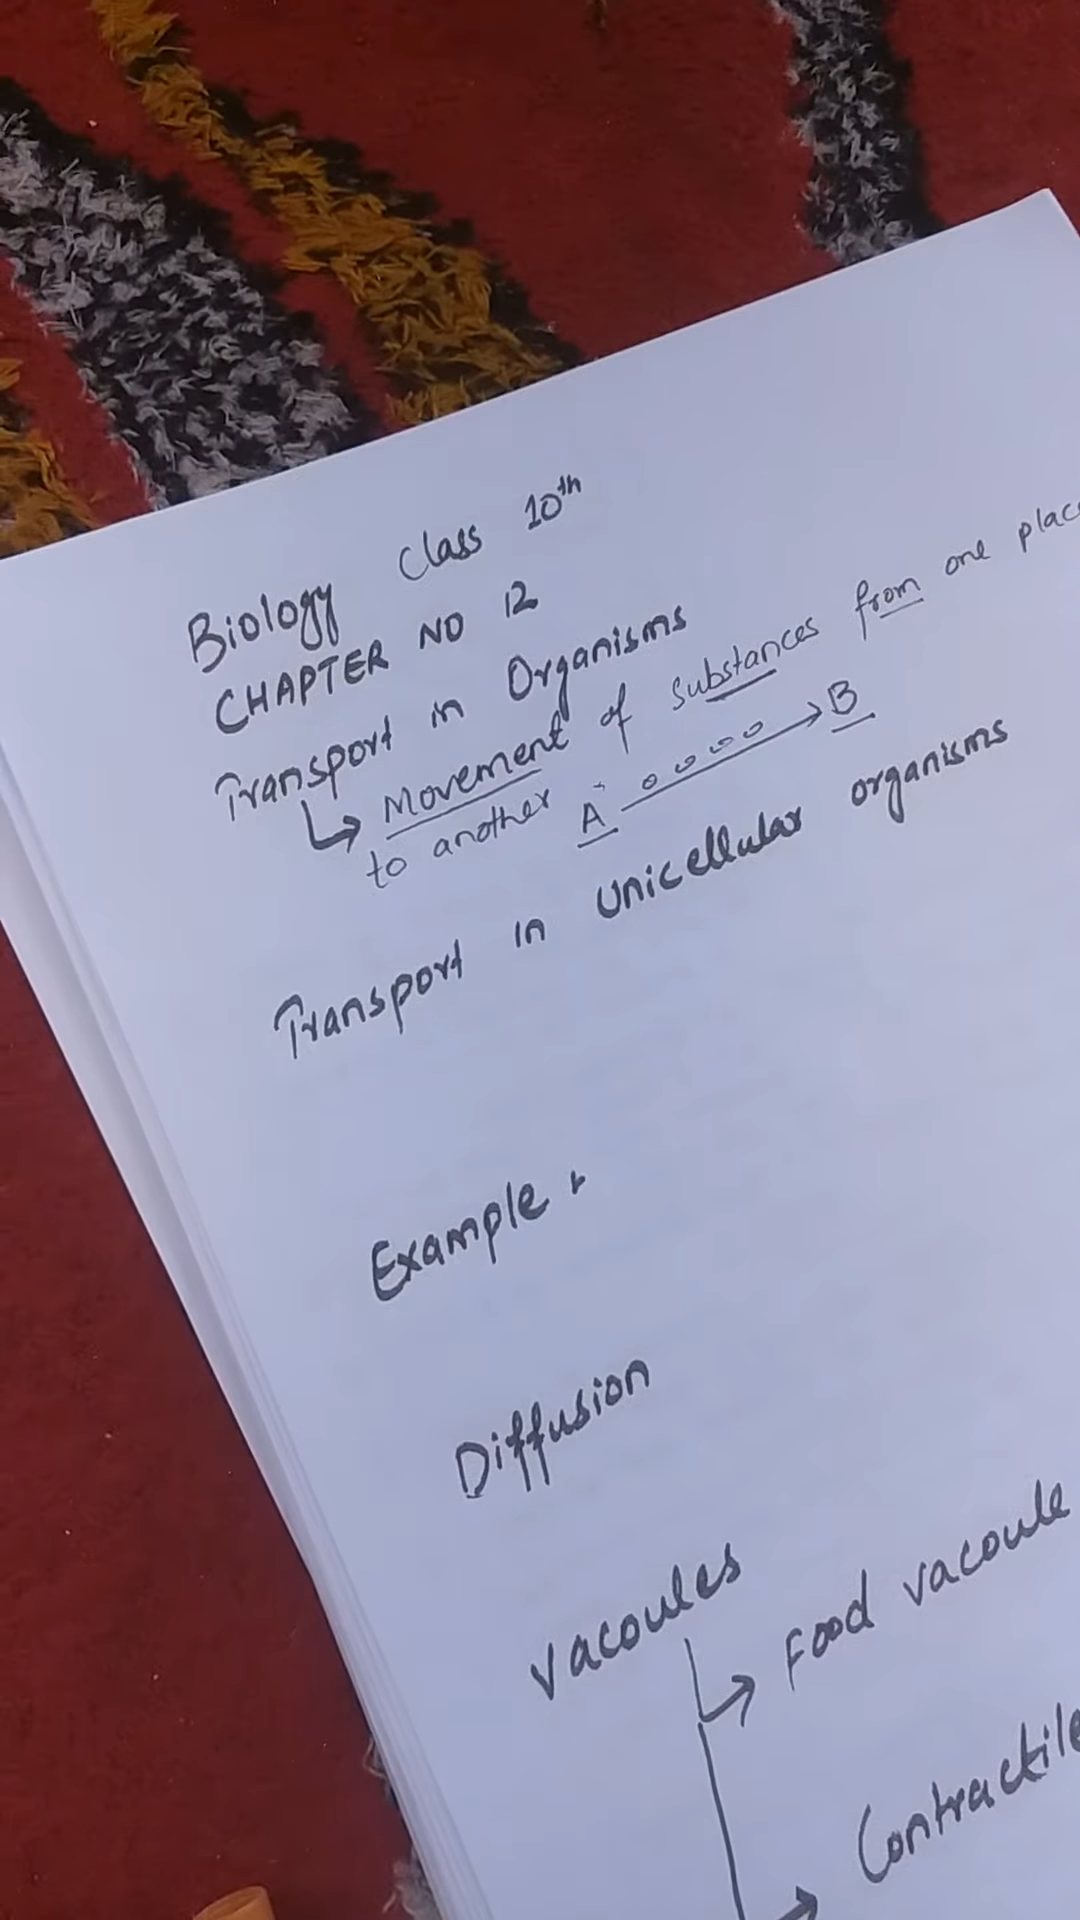 Biology Class 10th
CHAPTER NO 12
Transport in Organisms
Movement of Substances from one place
to another A B
Transport in Unicellular organisms
Example
Diffusion
Vacoules
Food vacoule
Contractile